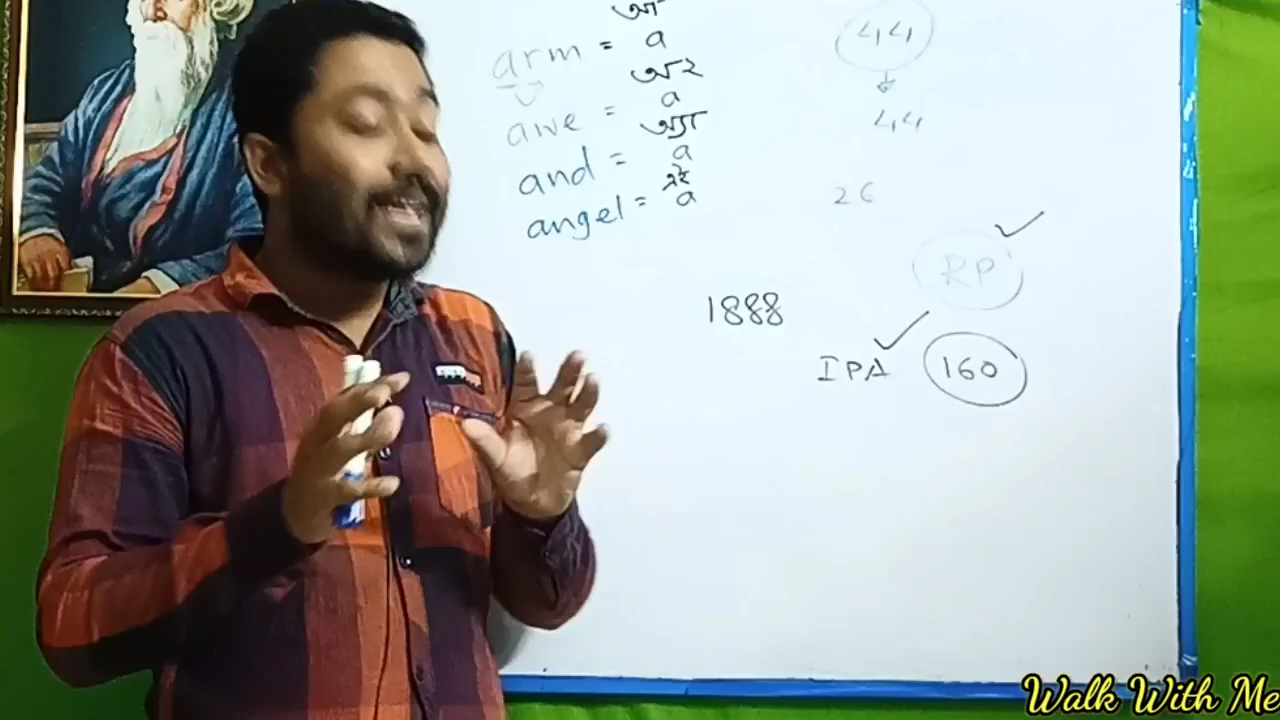 আ
arm = a
অ
awe = a
অ্যা
and = a
এই
angel = a
44
44
26
RP
1888
IPA 160
Walk With Me